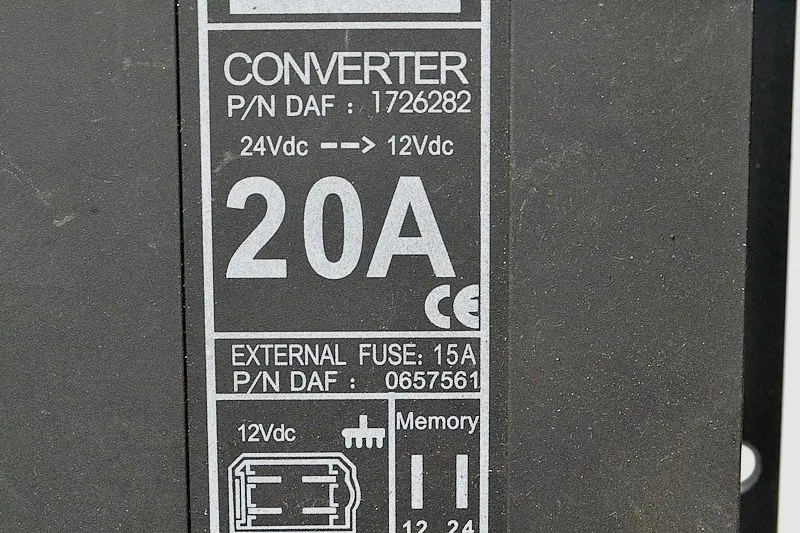 CONVERTER
P/N DAF : 1726282
24Vdc --> 12Vdc
20A
CE
EXTERNAL FUSE: 15A
P/N DAF : 0657561
12Vdc
Memory
12 24